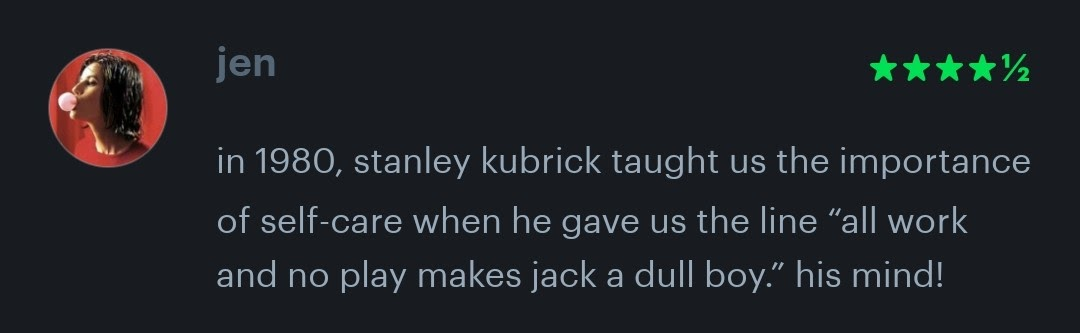 jen ★★★★½
in 1980, stanley kubrick taught us the importance
of self-care when he gave us the line “all work
and no play makes jack a dull boy.” his mind!